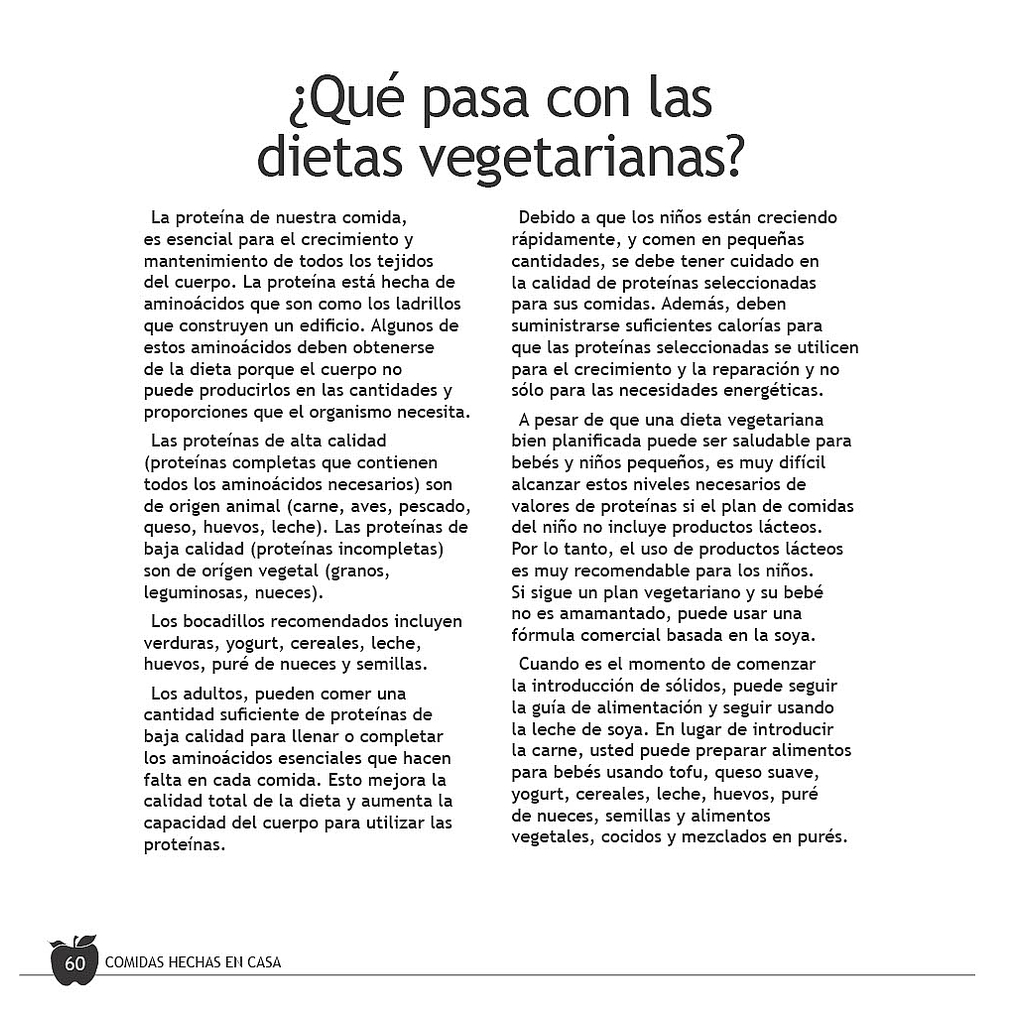 ¿Qué pasa con las
dietas vegetarianas?
La proteína de nuestra comida,
es esencial para el crecimiento y
mantenimiento de todos los tejidos
del cuerpo. La proteína está hecha de
aminoácidos que son como los ladrillos
que construyen un edificio. Algunos de
estos aminoácidos deben obtenerse
de la dieta porque el cuerpo no
puede producirlos en las cantidades y
proporciones que el organismo necesita.
Las proteínas de alta calidad
(proteínas completas que contienen
todos los aminoácidos necesarios) son
de origen animal (carne, aves, pescado,
queso, huevos, leche). Las proteínas de
baja calidad (proteínas incompletas)
son de orígen vegetal (granos,
leguminosas, nueces).
Los bocadillos recomendados incluyen
verduras, yogurt, cereales, leche,
huevos, puré de nueces y semillas.
Los adultos, pueden comer una
cantidad suficiente de proteínas de
baja calidad para llenar o completar
los aminoácidos esenciales que hacen
falta en cada comida. Esto mejora la
calidad total de la dieta y aumenta la
capacidad del cuerpo para utilizar las
proteínas.
Debido a que los niños están creciendo
rápidamente, y comen en pequeñas
cantidades, se debe tener cuidado en
la calidad de proteínas seleccionadas
para sus comidas. Además, deben
suministrarse suficientes calorías para
que las proteínas seleccionadas se utilicen
para el crecimiento y la reparación y no
sólo para las necesidades energéticas.
A pesar de que una dieta vegetariana
bien planificada puede ser saludable para
bebés y niños pequeños, es muy difícil
alcanzar estos niveles necesarios de
valores de proteínas si el plan de comidas
del niño no incluye productos lácteos.
Por lo tanto, el uso de productos lácteos
es muy recomendable para los niños.
Si sigue un plan vegetariano y su bebé
no es amamantado, puede usar una
fórmula comercial basada en la soya.
Cuando es el momento de comenzar
la introducción de sólidos, puede seguir
la guía de alimentación y seguir usando
la leche de soya. En lugar de introducir
la carne, usted puede preparar alimentos
para bebés usando tofu, queso suave,
yogurt, cereales, leche, huevos, puré
de nueces, semillas y alimentos
vegetales, cocidos y mezclados en purés.
60 COMIDAS HECHAS EN CASA